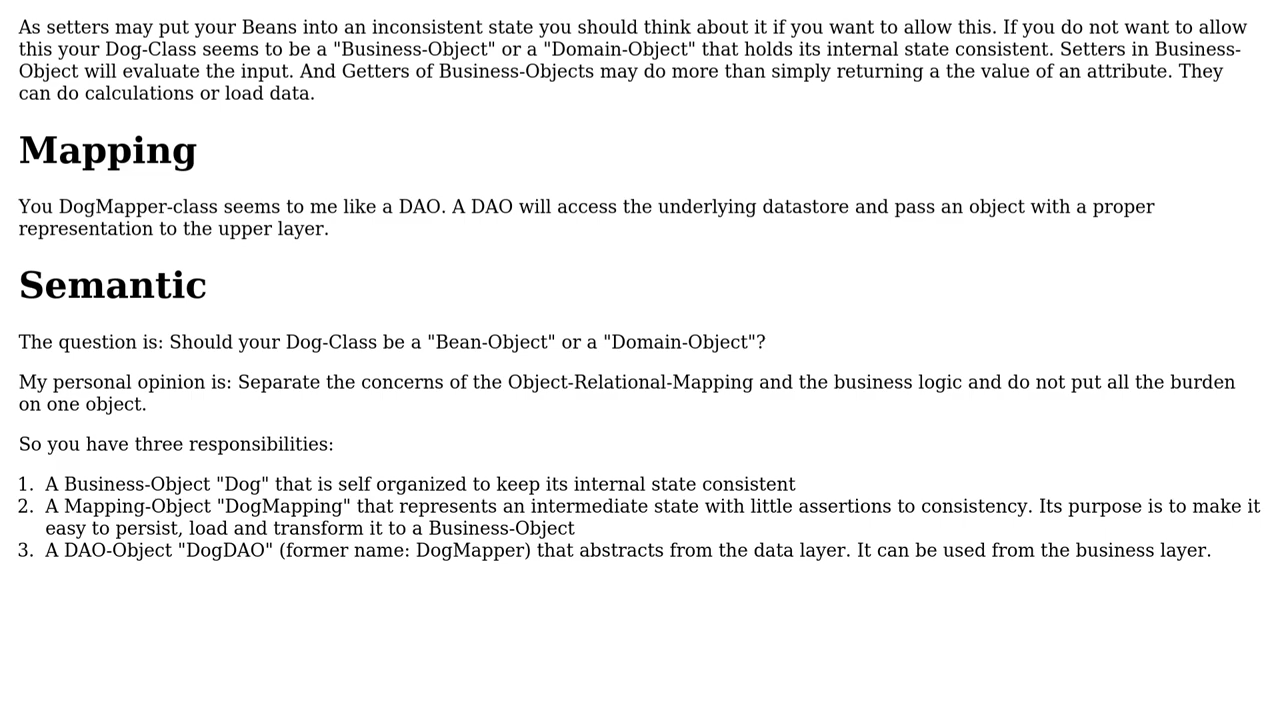 As setters may put your Beans into an inconsistent state you should think about it if you want to allow this. If you do not want to allow
this your Dog-Class seems to be a "Business-Object" or a "Domain-Object" that holds its internal state consistent. Setters in Business-
Object will evaluate the input. And Getters of Business-Objects may do more than simply returning a the value of an attribute. They
can do calculations or load data.
Mapping
You DogMapper-class seems to me like a DAO. A DAO will access the underlying datastore and pass an object with a proper
representation to the upper layer.
Semantic
The question is: Should your Dog-Class be a "Bean-Object" or a "Domain-Object"?
My personal opinion is: Separate the concerns of the Object-Relational-Mapping and the business logic and do not put all the burden
on one object.
So you have three responsibilities:
1. A Business-Object "Dog" that is self organized to keep its internal state consistent
2. A Mapping-Object "DogMapping" that represents an intermediate state with little assertions to consistency. Its purpose is to make it
easy to persist, load and transform it to a Business-Object
3. A DAO-Object "DogDAO" (former name: DogMapper) that abstracts from the data layer. It can be used from the business layer.